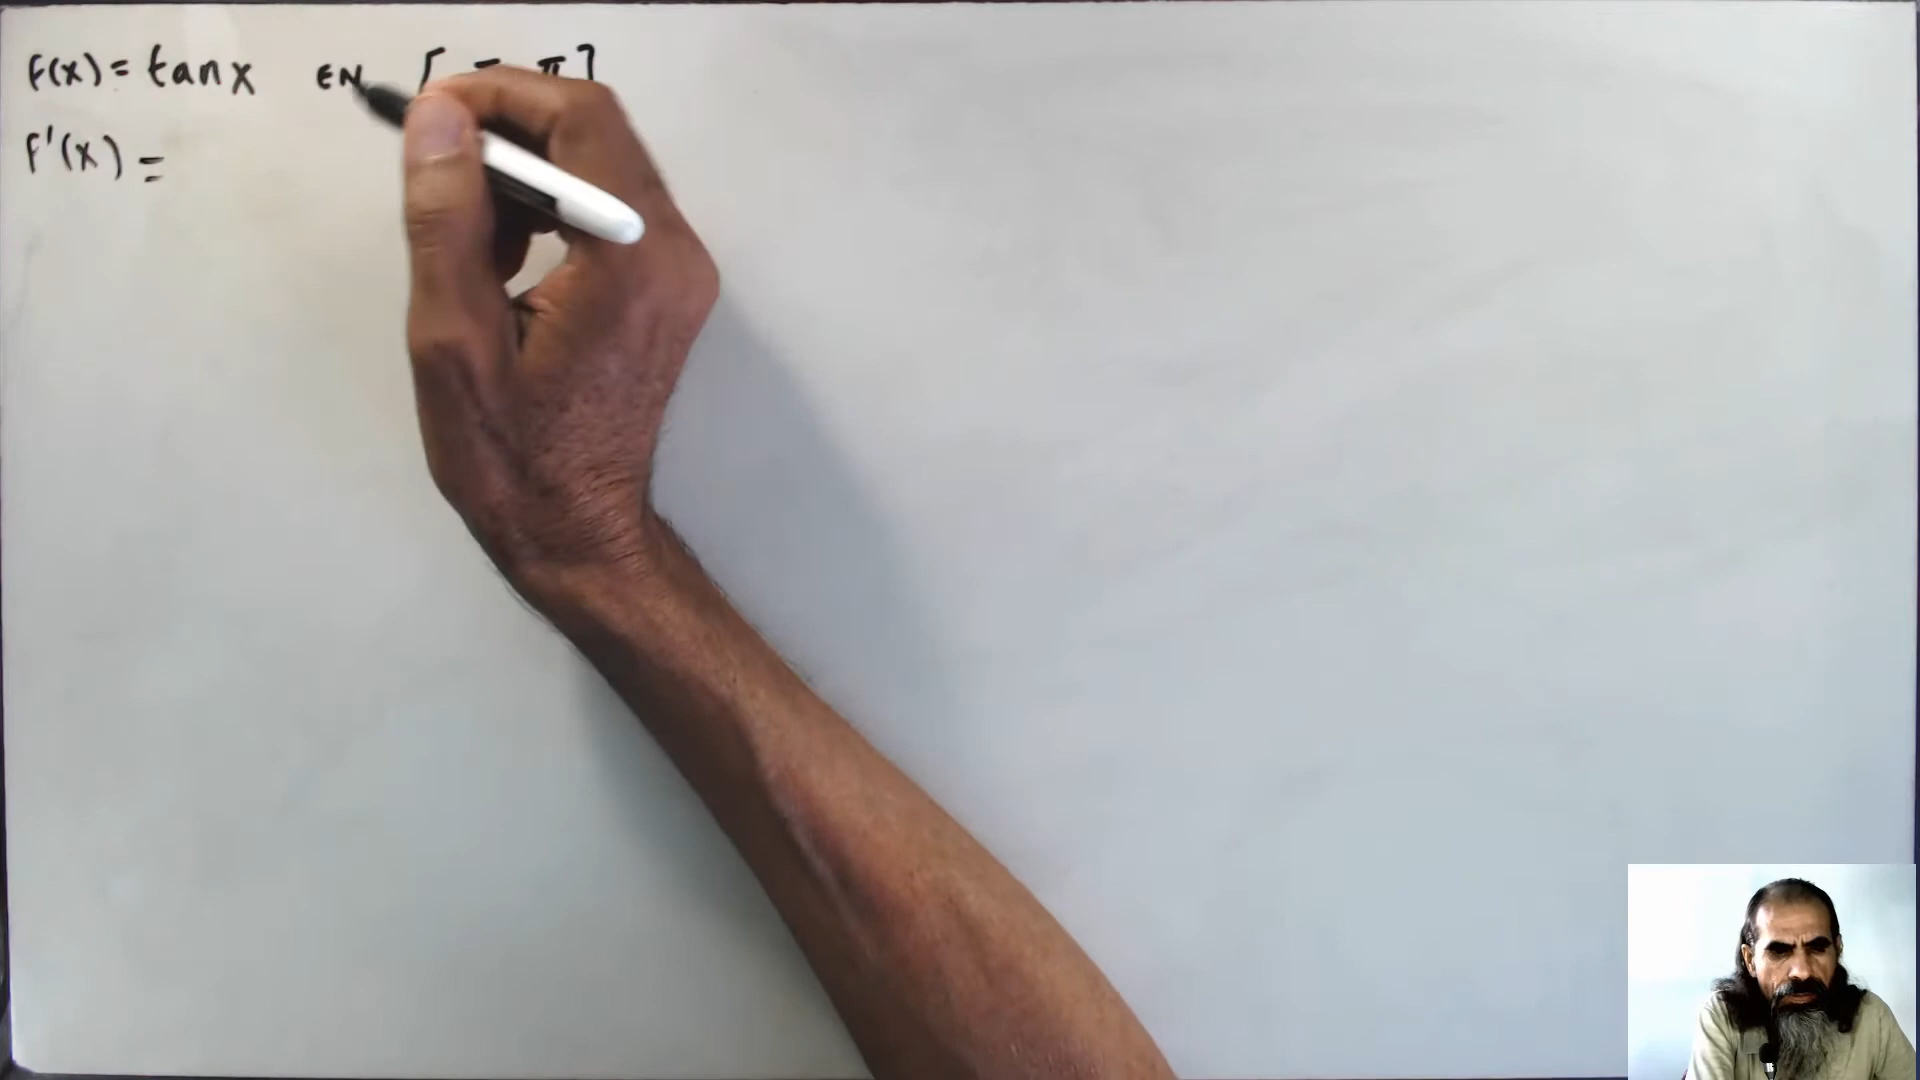 F(x) = tan x EN [ π ]
F'(x) =